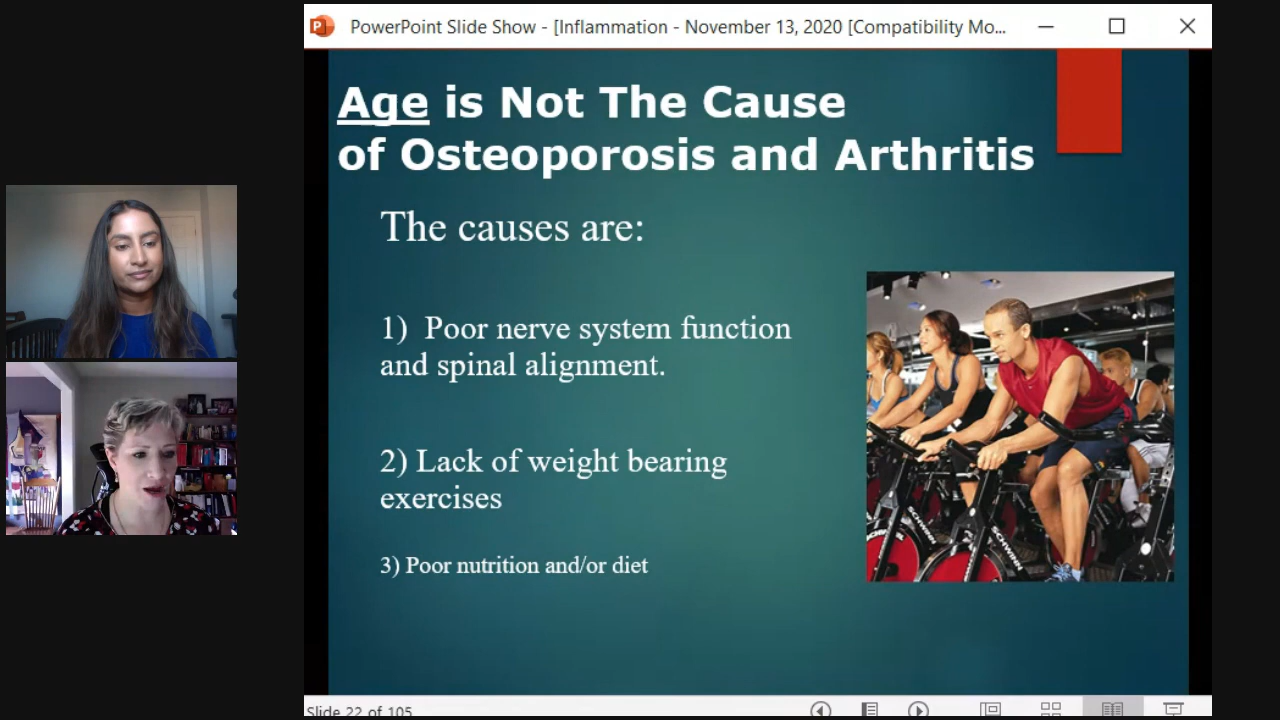 PowerPoint Slide Show - [Inflammation - November 13, 2020 [Compatibility Mo...
Age is Not The Cause
of Osteoporosis and Arthritis
The causes are:
1) Poor nerve system function
and spinal alignment.
2) Lack of weight bearing
exercises
3) Poor nutrition and/or diet
SCHWINN
SCHWINN
Slide 22 of 105